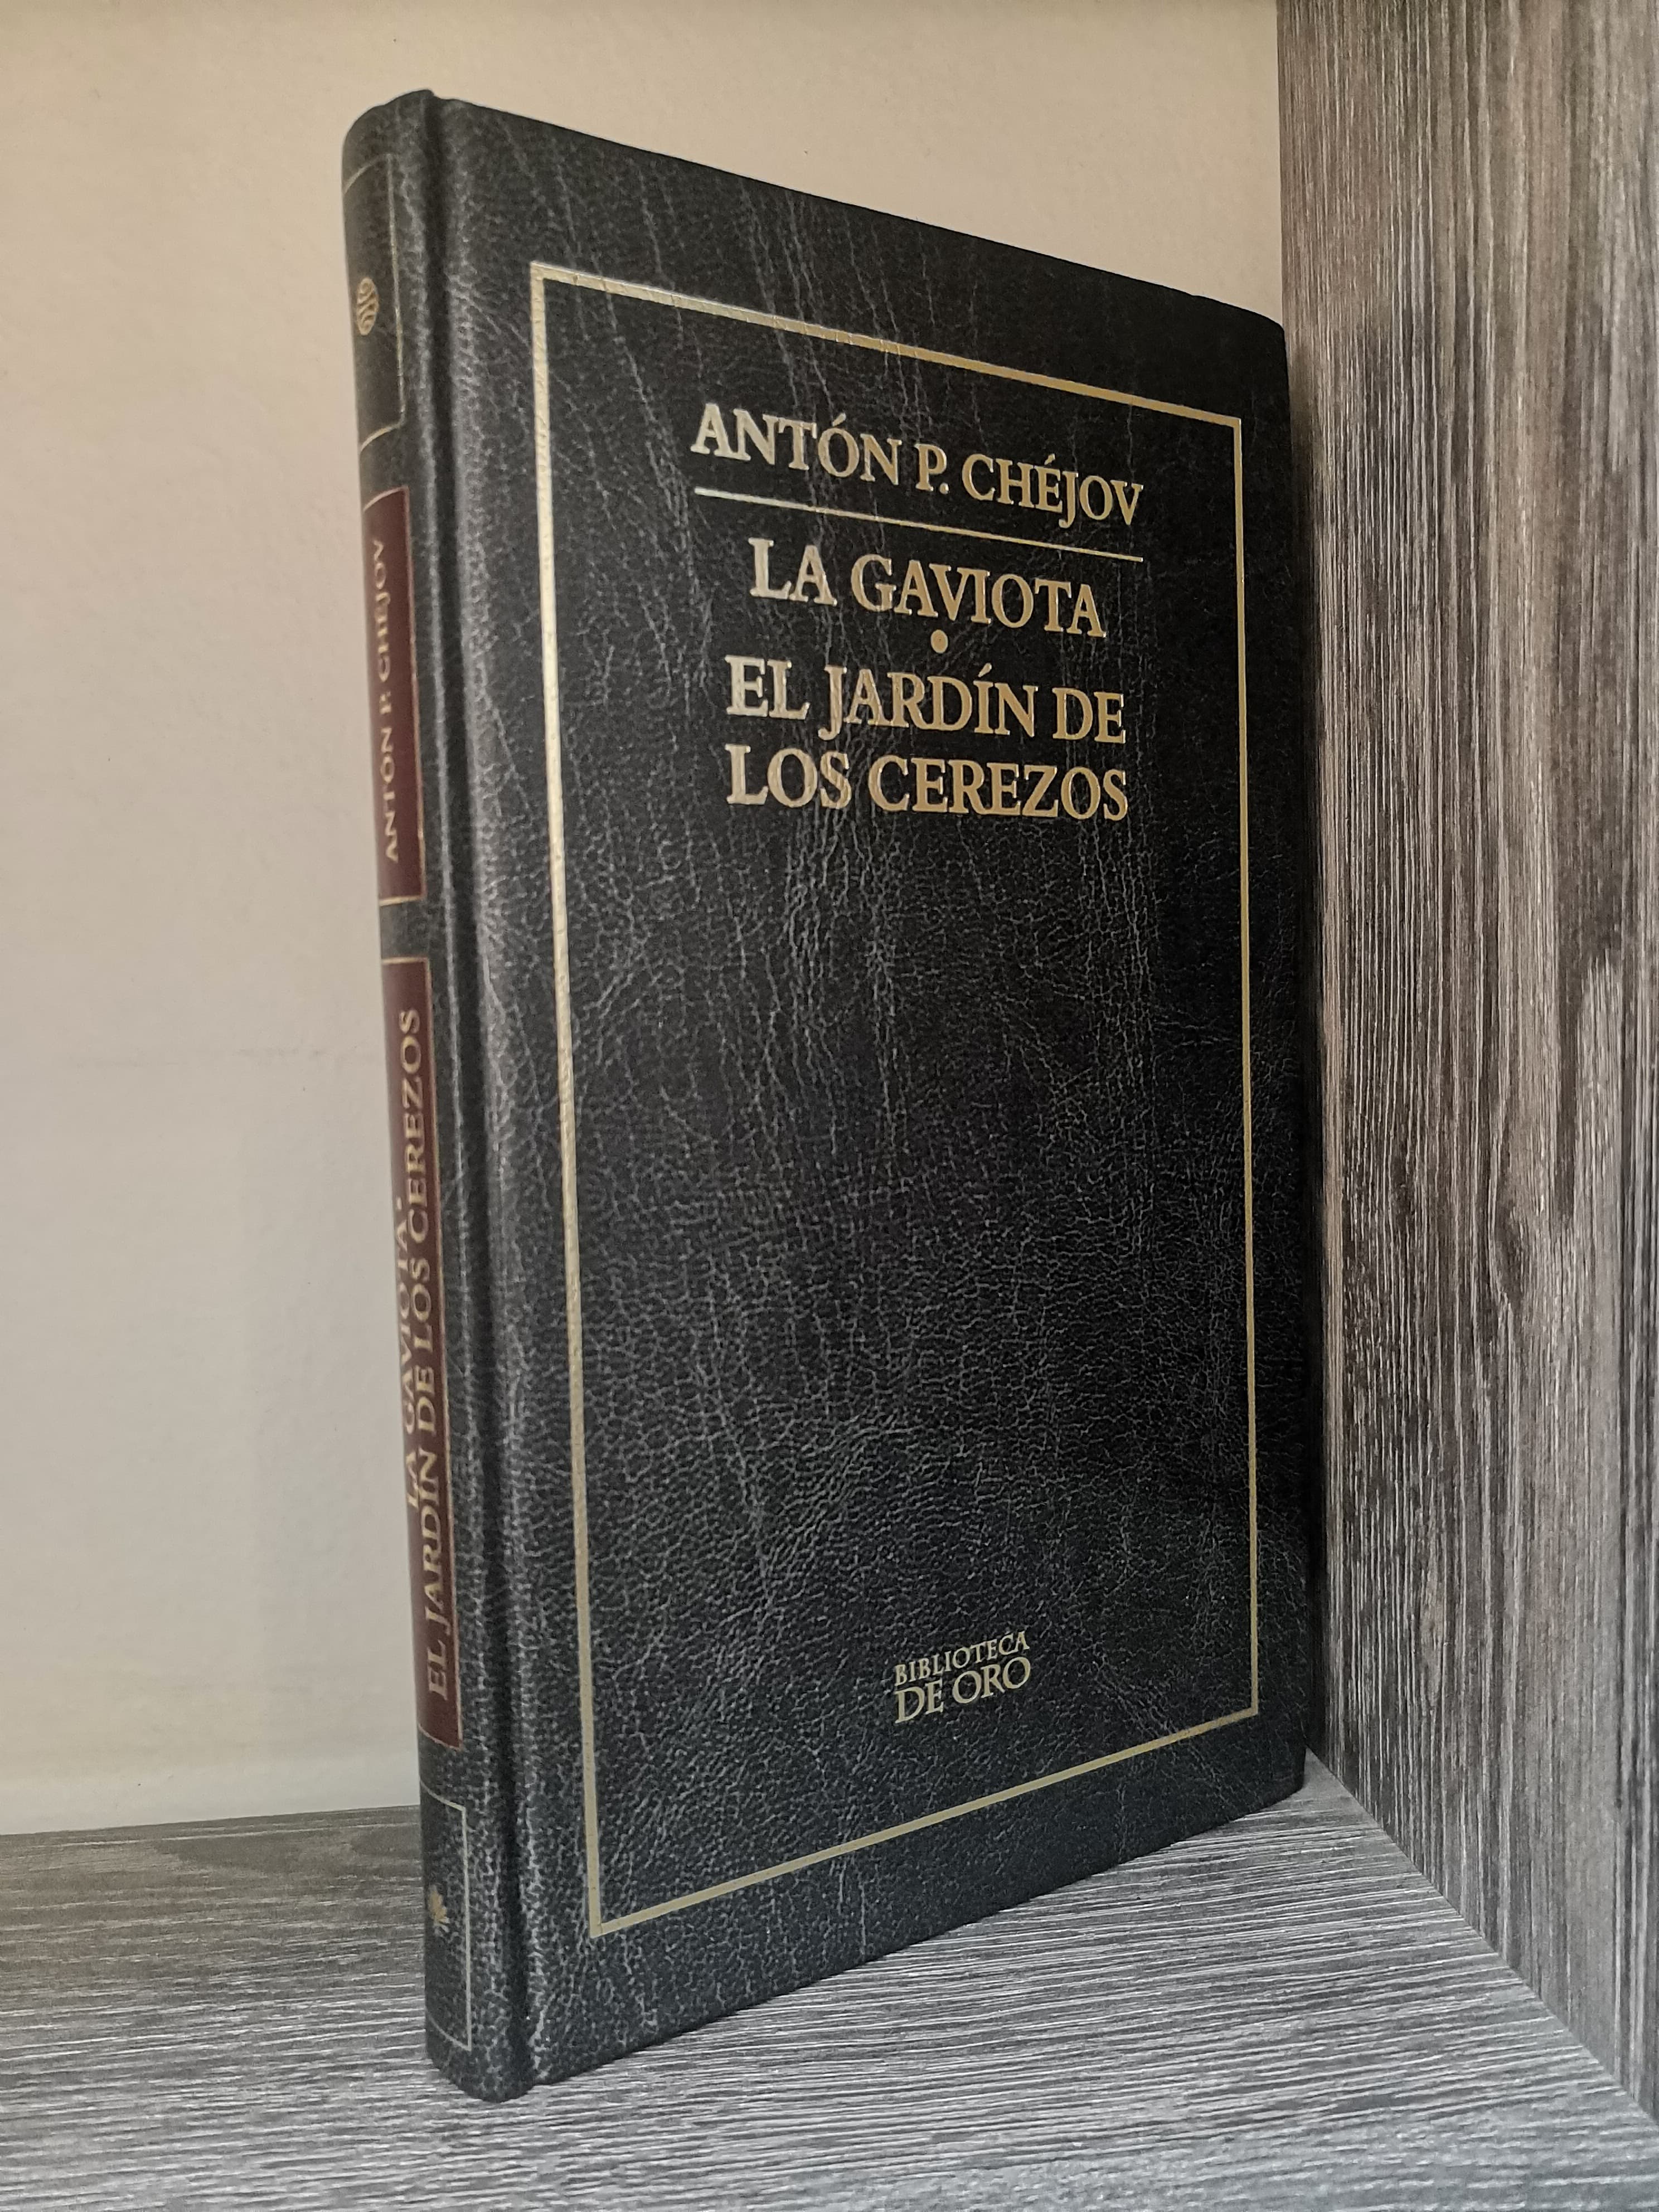 ANTÓN P. CHÉJOV
LA GAVIOTA
•
EL JARDÍN DE
LOS CEREZOS
BIBLIOTECA
DE ORO
ANTÓN P. CHÉJOV
LA GAVIOTA •
EL JARDÍN DE LOS CEREZOS